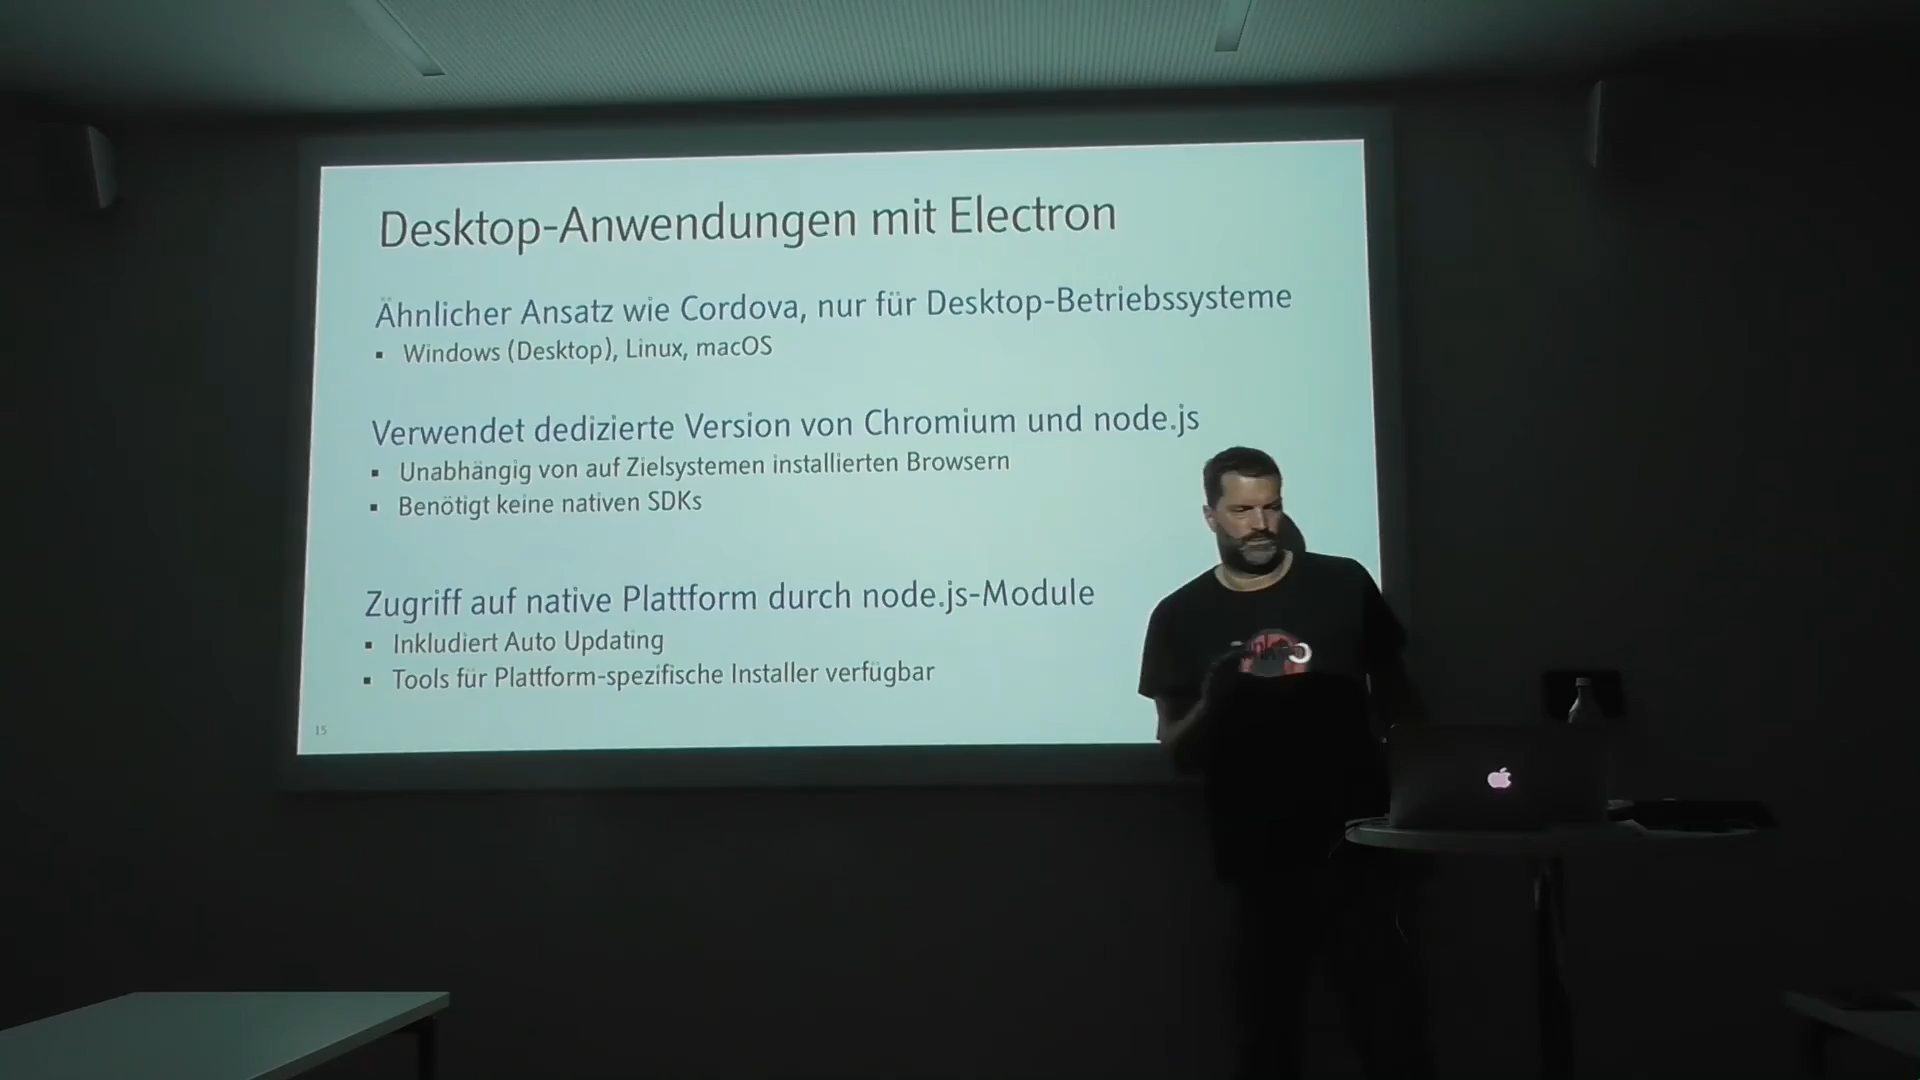 Desktop-Anwendungen mit Electron
Ähnlicher Ansatz wie Cordova, nur für Desktop-Betriebssysteme
▪ Windows (Desktop), Linux, macOS
Verwendet dedizierte Version von Chromium und node.js
▪ Unabhängig von auf Zielsystemen installierten Browsern
▪ Benötigt keine nativen SDKs
Zugriff auf native Plattform durch node.js-Module
▪ Inkludiert Auto Updating
▪ Tools für Plattform-spezifische Installer verfügbar
15